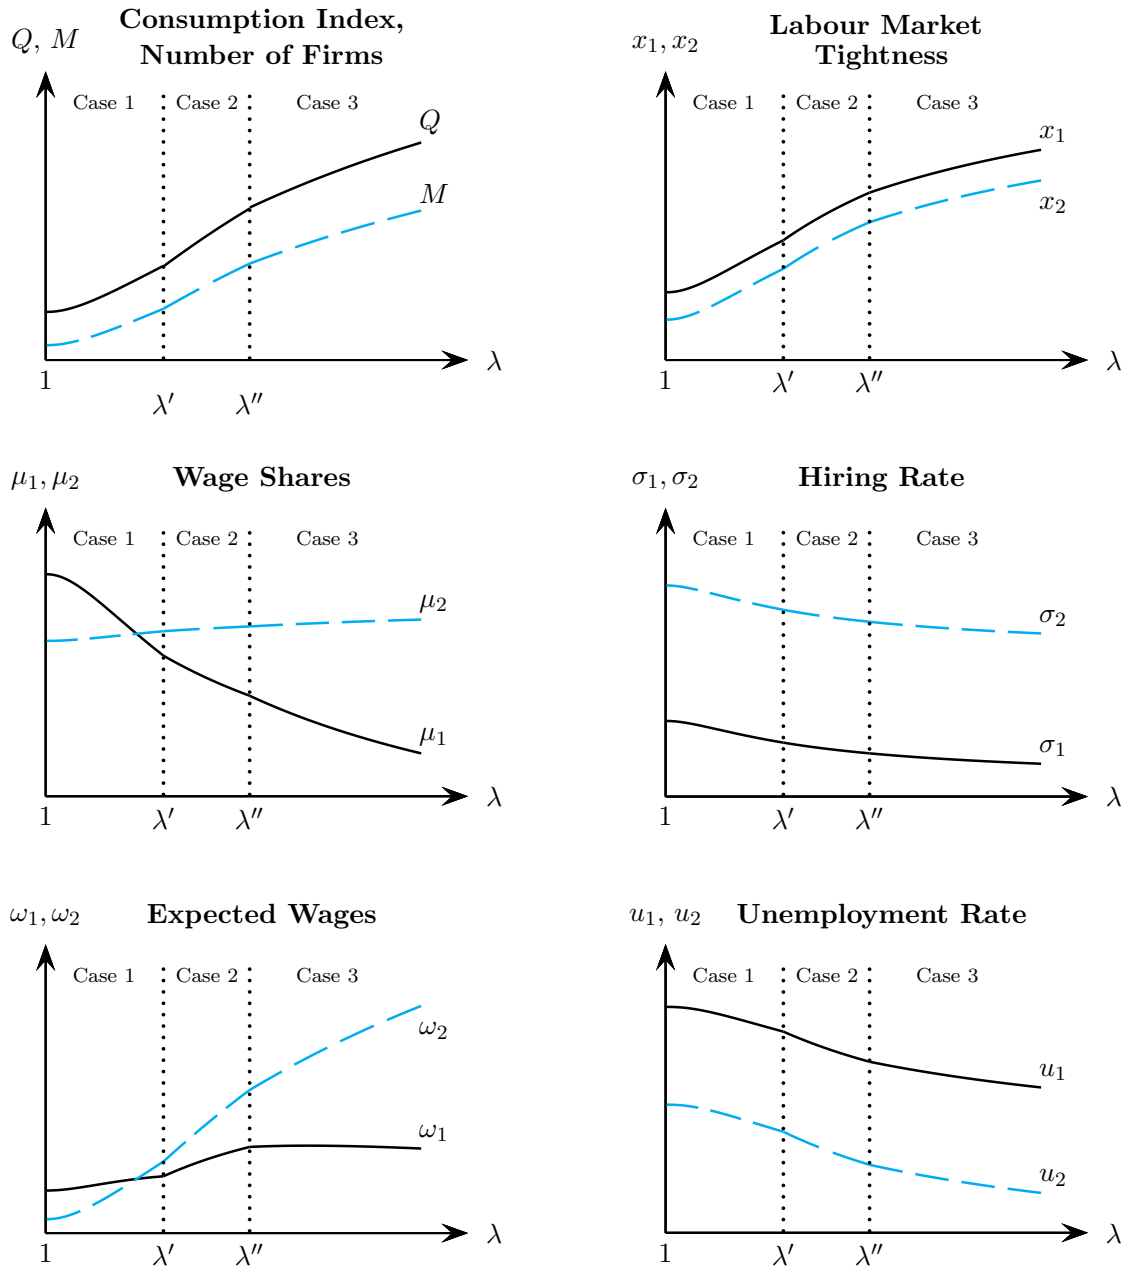 Consumption Index,
Number of Firms
Q, M
Case 1 Case 2 Case 3
Q
M
λ
1 λ′ λ″
Labour Market
Tightness
x₁, x₂
Case 1 Case 2 Case 3
x₁
x₂
λ
1 λ′ λ″
Wage Shares
μ₁, μ₂
Case 1 Case 2 Case 3
μ₂
μ₁
λ
1 λ′ λ″
Hiring Rate
σ₁, σ₂
Case 1 Case 2 Case 3
σ₂
σ₁
λ
1 λ′ λ″
Expected Wages
ω₁, ω₂
Case 1 Case 2 Case 3
ω₂
ω₁
λ
1 λ′ λ″
Unemployment Rate
u₁, u₂
Case 1 Case 2 Case 3
u₁
u₂
λ
1 λ′ λ″